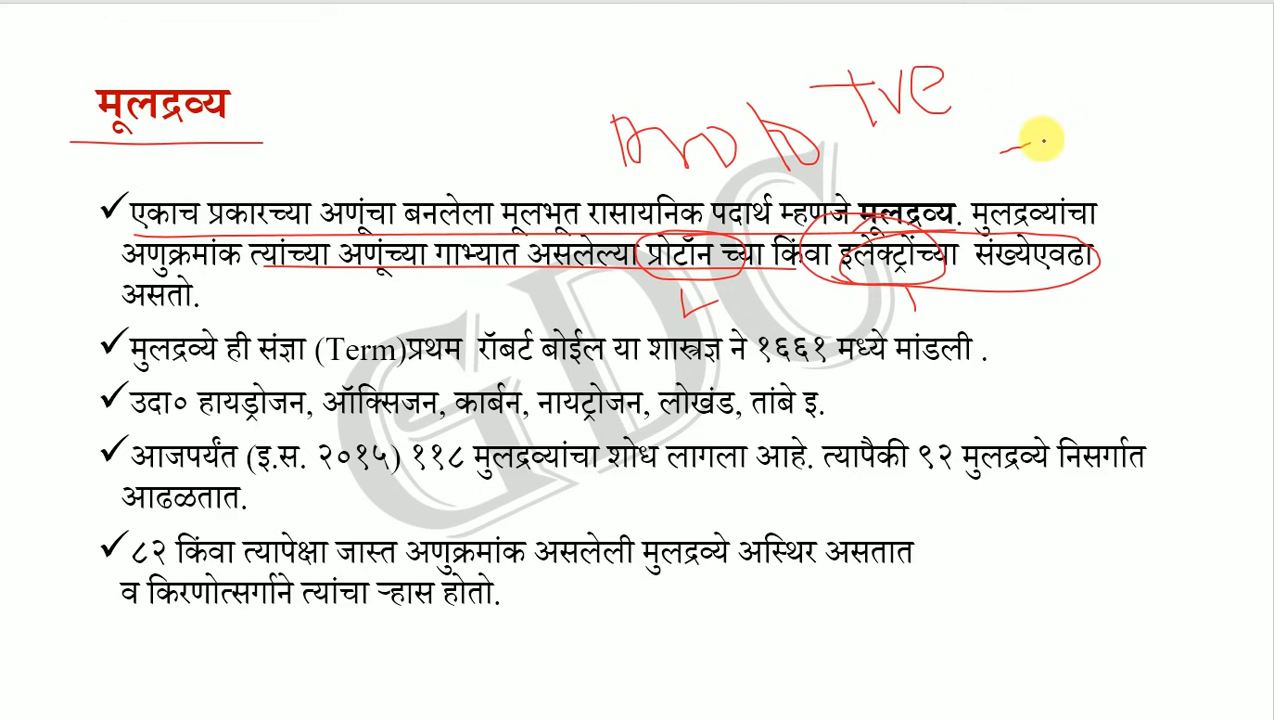 मूलद्रव्य
+ve
✓ एकाच प्रकारच्या अणूंचा बनलेला मूलभूत रासायनिक पदार्थ म्हणजे मूलद्रव्य. मुलद्रव्यांचा
अणुक्रमांक त्यांच्या अणूंच्या गाभ्यात असलेल्या प्रोटॉन च्या किंवा इलेक्ट्रोंच्या संख्येएवढा
असतो.
✓ मुलद्रव्ये ही संज्ञा (Term)प्रथम रॉबर्ट बोईल या शास्त्रज्ञ ने १६६१ मध्ये मांडली .
✓ उदा० हायड्रोजन, ऑक्सिजन, कार्बन, नायट्रोजन, लोखंड, तांबे इ.
✓ आजपर्यंत (इ.स. २०१५) ११८ मुलद्रव्यांचा शोध लागला आहे. त्यापैकी ९२ मुलद्रव्ये निसर्गात
आढळतात.
✓ ८२ किंवा त्यापेक्षा जास्त अणुक्रमांक असलेली मुलद्रव्ये अस्थिर असतात
व किरणोत्सर्गाने त्यांचा ऱ्हास होतो.
GDC